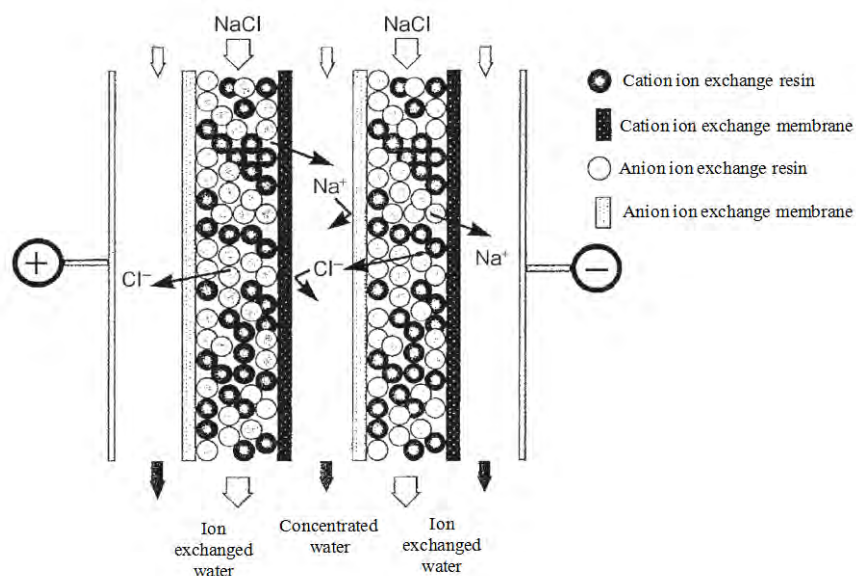 NaCl
NaCl
Cation ion exchange resin
Cation ion exchange membrane
Anion ion exchange resin
Anion ion exchange membrane
Na⁺
+
Cl⁻
Cl⁻
Na⁺
−
Ion
exchanged
water
Concentrated
water
Ion
exchanged
water